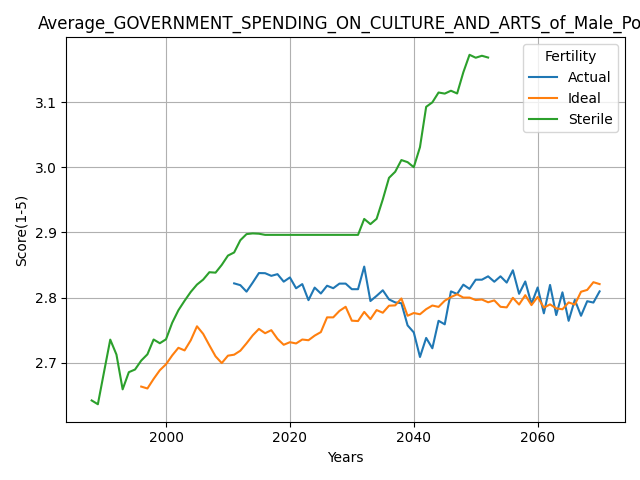 Average_GOVERNMENT_SPENDING_ON_CULTURE_AND_ARTS_of_Male_Po
Fertility
Actual
Ideal
Sterile
Score(1-5)
3.1
3.0
2.9
2.8
2.7
2000
2020
2040
2060
Years